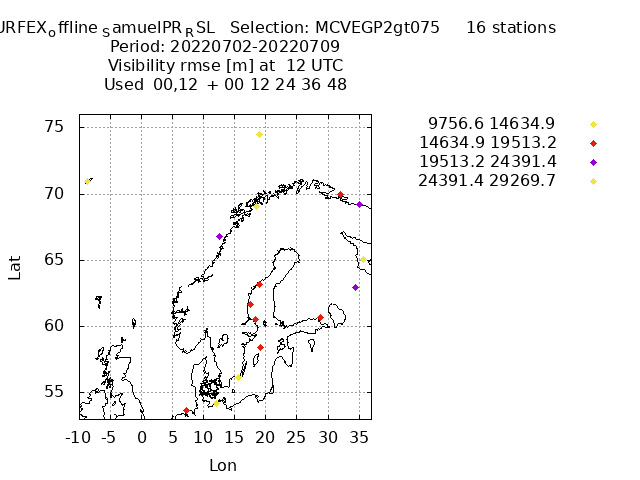 URFEXoffline SamuelPRRSL Selection: MCVEGP2gt075 16 stations
Period: 20220702-20220709
Visibility rmse [m] at 12 UTC
Used 00,12 + 00 12 24 36 48
9756.6 14634.9
14634.9 19513.2
19513.2 24391.4
24391.4 29269.7
75
70
65
60
55
Lat
-10 -5 0 5 10 15 20 25 30 35
Lon